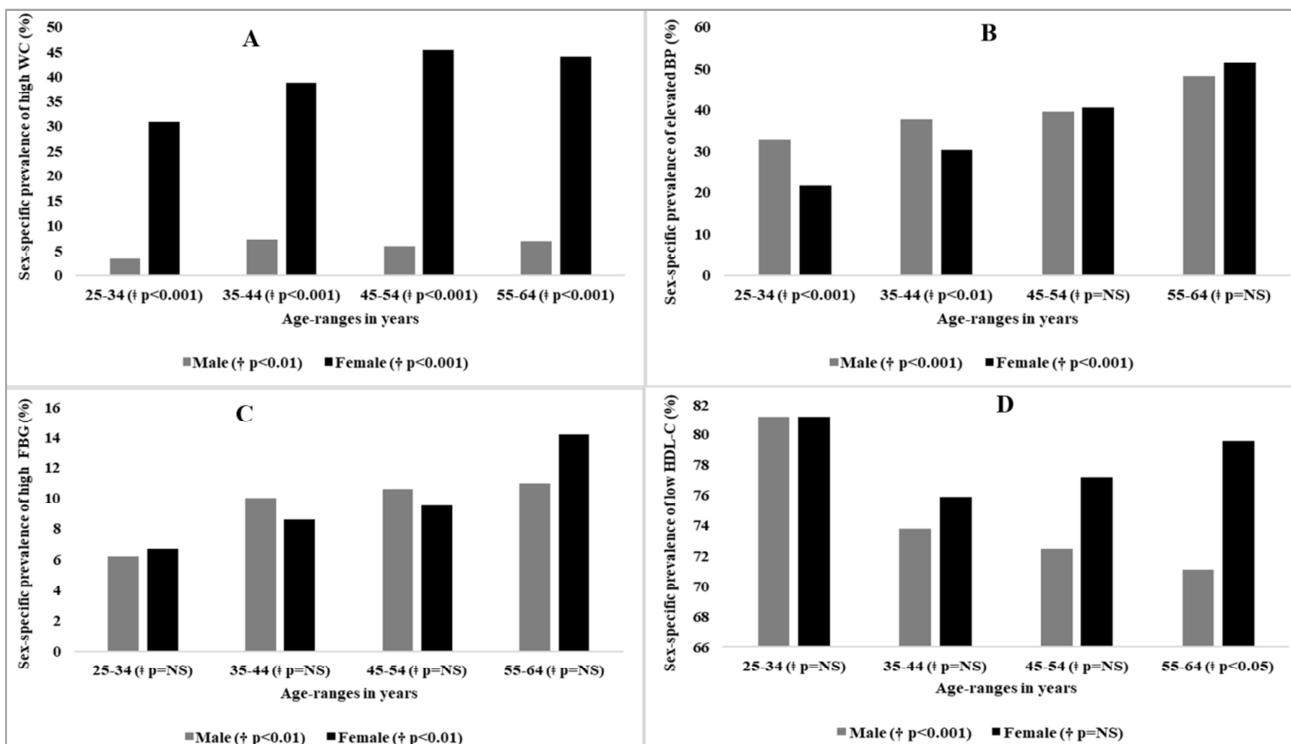 A
Sex-specific prevalence of high WC (%)
50
45
40
35
30
25
20
15
10
5
0
25-34 (ǂ p<0.001) 35-44 (ǂ p<0.001) 45-54 (ǂ p<0.001) 55-64 (ǂ p<0.001)
Age-ranges in years
Male († p<0.01) Female († p<0.001)
B
Sex-specific prevalence of elevated BP (%)
60
50
40
30
20
10
0
25-34 (ǂ p<0.001) 35-44 (ǂ p<0.01) 45-54 (ǂ p=NS) 55-64 (ǂ p=NS)
Age-ranges in years
Male († p<0.001) Female († p<0.001)
C
Sex-specific prevalence of high FBG (%)
16
14
12
10
8
6
4
2
0
25-34 (ǂ p=NS) 35-44 (ǂ p=NS) 45-54 (ǂ p=NS) 55-64 (ǂ p=NS)
Age-ranges in years
Male († p<0.01) Female († p<0.01)
D
Sex-specific prevalence of low HDL-C (%)
82
80
78
76
74
72
70
68
66
25-34 (ǂ p=NS) 35-44 (ǂ p=NS) 45-54 (ǂ p=NS) 55-64 (ǂ p<0.05)
Age-ranges in years
Male († p<0.001) Female († p=NS)